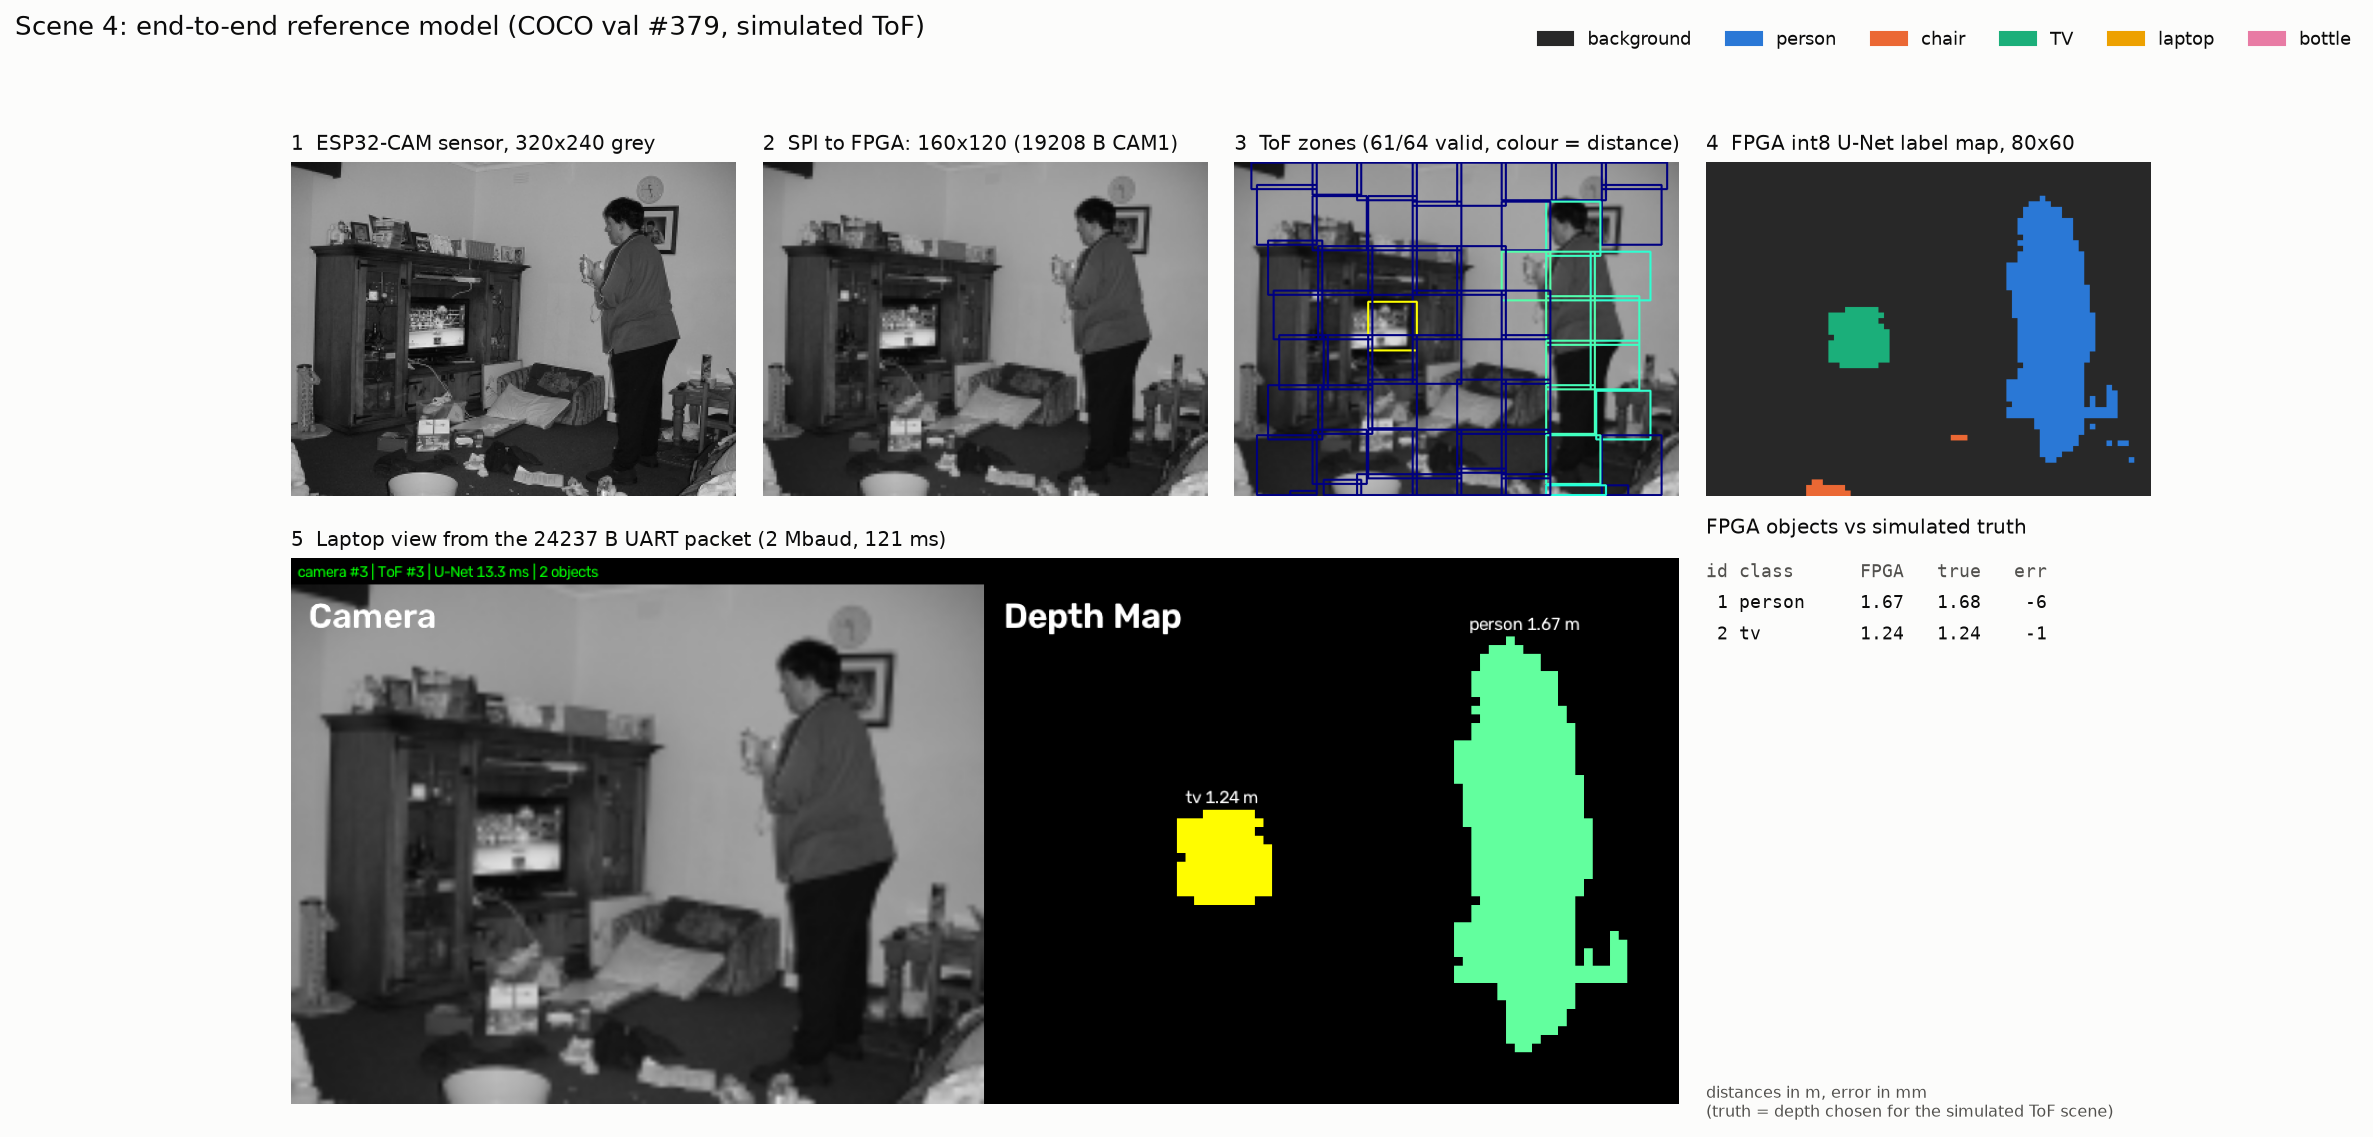 Scene 4: end-to-end reference model (COCO val #379, simulated ToF)
background person chair TV laptop bottle
1 ESP32-CAM sensor, 320x240 grey
2 SPI to FPGA: 160x120 (19208 B CAM1)
3 ToF zones (61/64 valid, colour = distance)
4 FPGA int8 U-Net label map, 80x60
5 Laptop view from the 24237 B UART packet (2 Mbaud, 121 ms)
camera #3 | ToF #3 | U-Net 13.3 ms | 2 objects
Camera
Depth Map
person 1.67 m
tv 1.24 m
FPGA objects vs simulated truth
id class FPGA true err
1 person 1.67 1.68 -6
2 tv 1.24 1.24 -1
distances in m, error in mm
(truth = depth chosen for the simulated ToF scene)